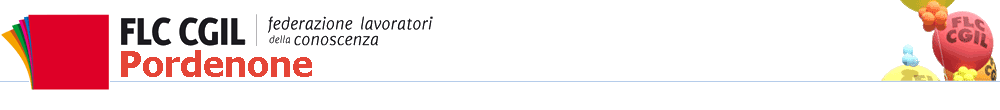 FLC CGIL
federazione lavoratori
della conoscenza
Pordenone
FLC
CGIL